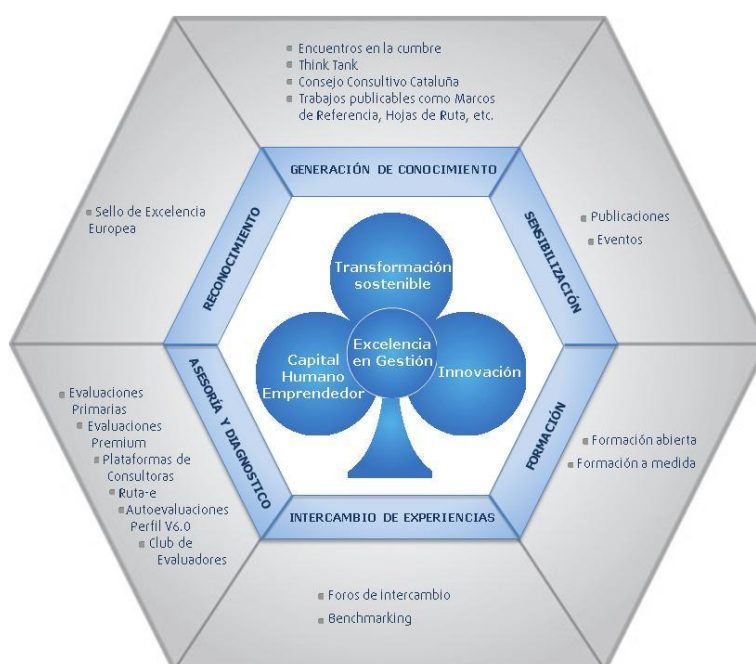 Encuentros en la cumbre
Think Tank
Consejo Consultivo Cataluña
Trabajos publicables como Marcos
de Referencia, Hojas de Ruta, etc.
GENERACIÓN DE CONOCIMIENTO
Sello de Excelencia
Europea
RECONOCIMIENTO
SENSIBILIZACIÓN
Publicaciones
Eventos
Transformación
sostenible
Excelencia
en Gestión
Capital
Humano
Emprendedor
Innovación
ASESORÍA Y DIAGNOSTICO
Evaluaciones
Primarias
Evaluaciones
Premium
Plataformas de
Consultoras
Ruta-e
Autoevaluaciones
Perfil V6.0
Club de
Evaluadores
FORMACIÓN
Formación abierta
Formación a medida
INTERCAMBIO DE EXPERIENCIAS
Foros de intercambio
Benchmarking